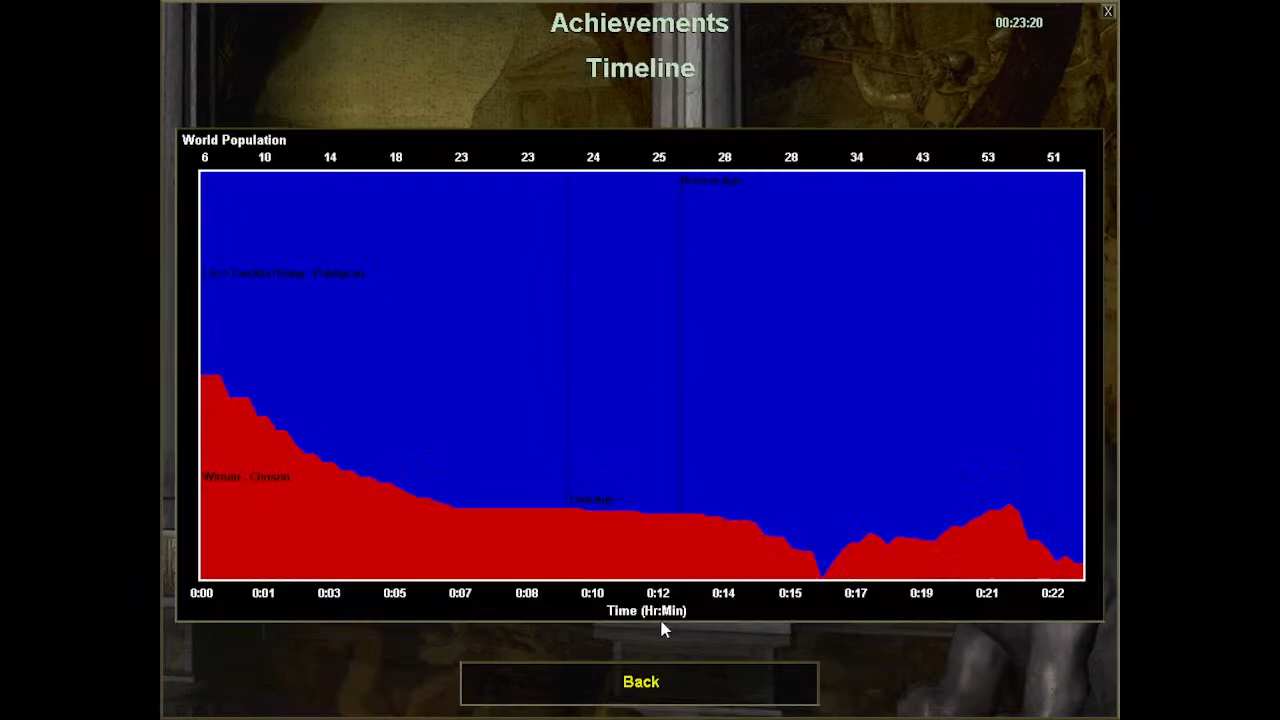 Achievements
00:23:20
X
Timeline
World Population
6 10 14 18 23 23 24 25 28 28 34 43 53 51
Choson
0:00 0:01 0:03 0:05 0:07 0:08 0:10 0:12 0:14 0:15 0:17 0:19 0:21 0:22
Time (Hr:Min)
Back